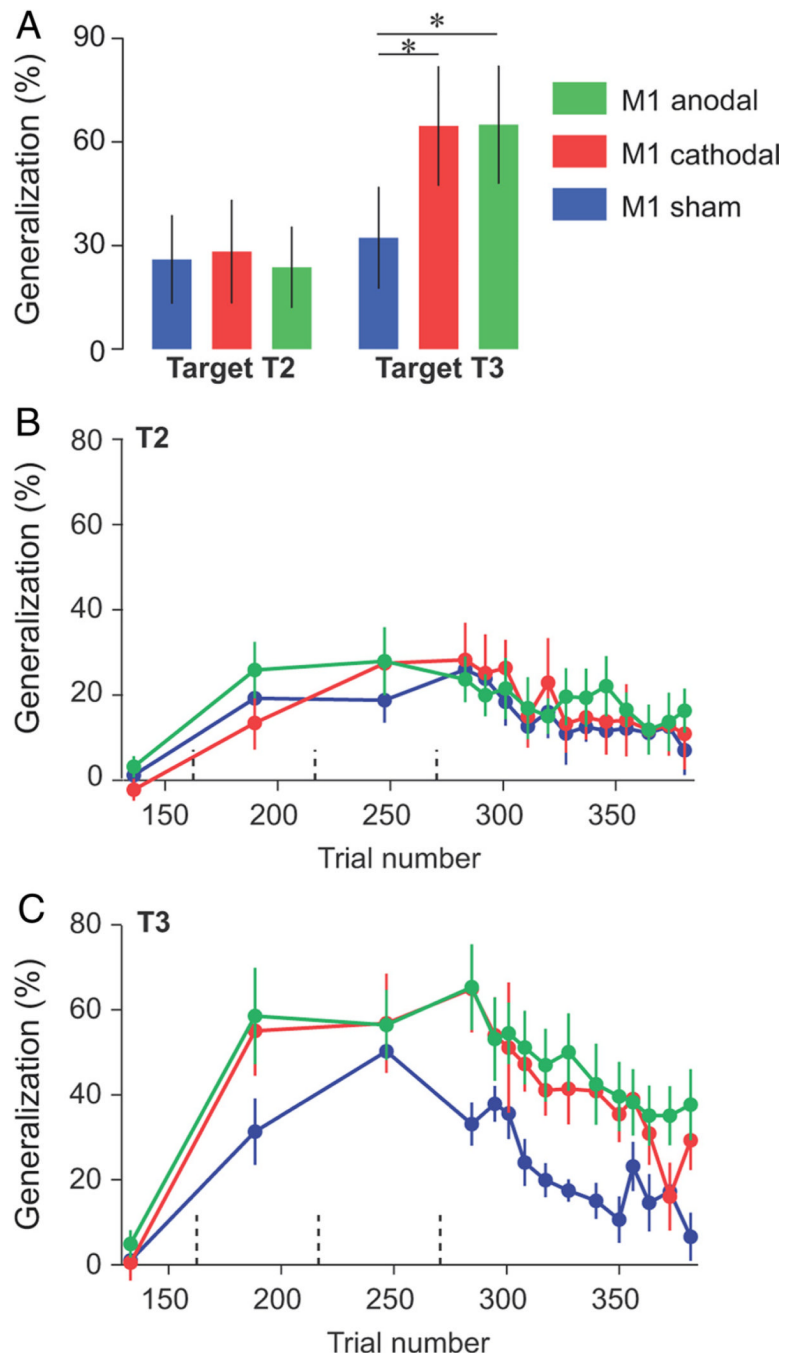 A
Generalization (%)
90
60
30
0
*
*
Target T2
Target T3
M1 anodal
M1 cathodal
M1 sham
B
T2
Generalization (%)
80
60
40
20
0
150 200 250 300 350
Trial number
C
T3
Generalization (%)
80
60
40
20
0
150 200 250 300 350
Trial number